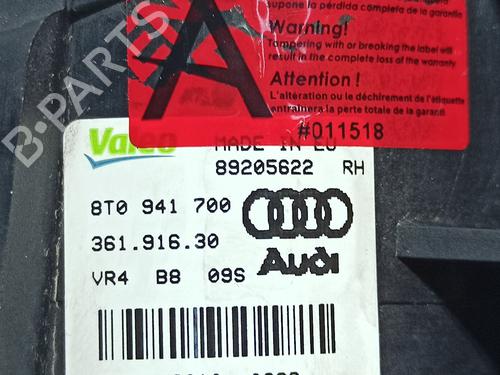 supone la pérdida completa de la garantía
Warning!
Tampering with or breaking the label will
result in the complete loss of the warranty
Attention !
L'altération ou le déchirement de l'étiquette
entraînera la perte totale de la garanti
#011518
A
B-PARTS
Valeo
MADE IN EU
89205622 RH
8T0 941 700
361.916.30
Audi
VR4 B8 09S